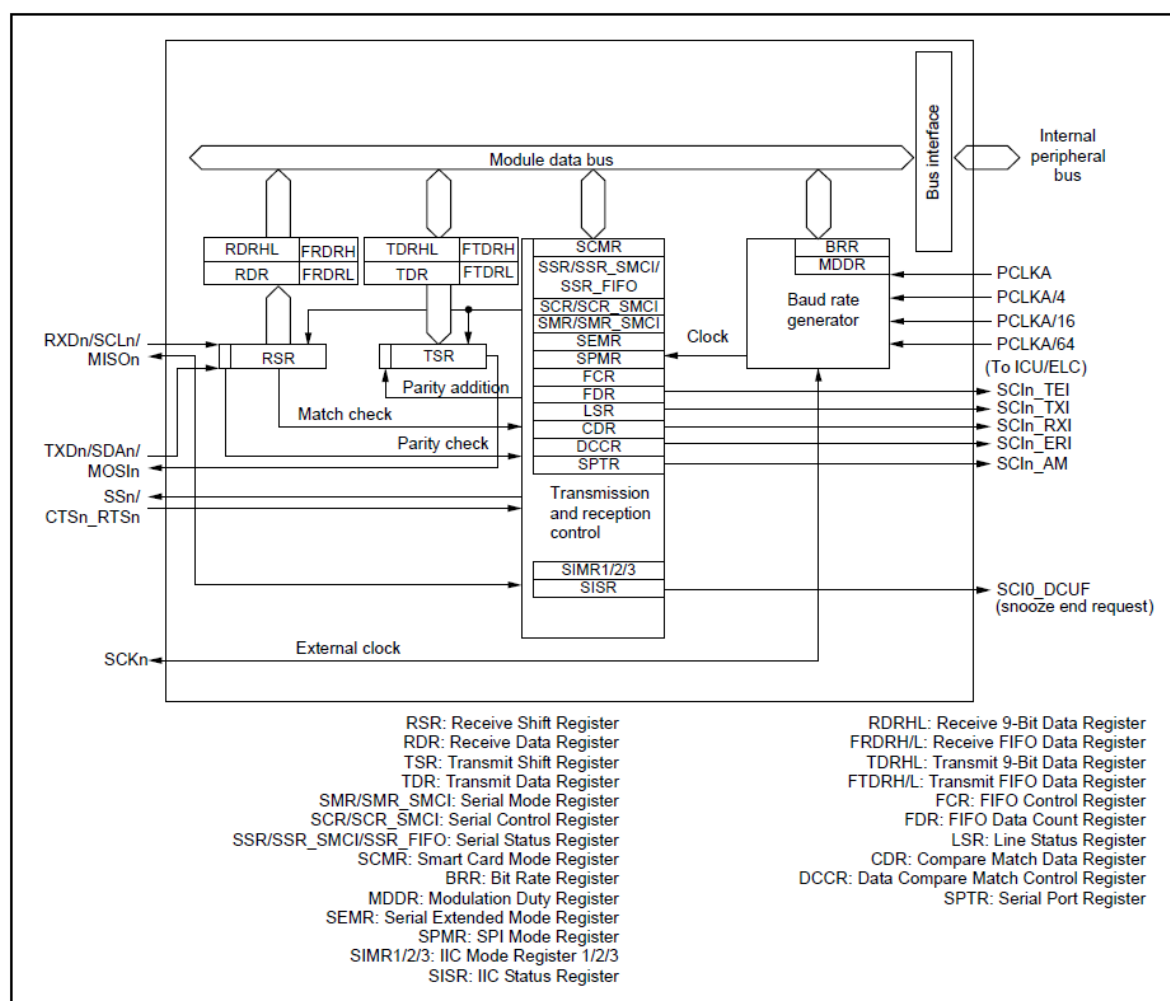 Module data bus
Bus interface
Internal
peripheral
bus
RDRHL
FRDRH
RDR
FRDRL
TDRHL
FTDRH
TDR
FTDRL
SCMR
SSR/SSR_SMCI/
SSR_FIFO
SCR/SCR_SMCI
SMR/SMR_SMCI
SEMR
SPMR
FCR
FDR
LSR
CDR
DCCR
SPTR
Transmission
and reception
control
SIMR1/2/3
SISR
BRR
MDDR
Baud rate
generator
Clock
PCLKA
PCLKA/4
PCLKA/16
PCLKA/64
(To ICU/ELC)
SCIn_TEI
SCIn_TXI
SCIn_RXI
SCIn_ERI
SCIn_AM
SCI0_DCUF
(snooze end request)
RXDn/SCLn/
MISOn
RSR
TSR
Parity addition
Match check
Parity check
TXDn/SDAn/
MOSIn
SSn/
CTSn_RTSn
External clock
SCKn
RSR: Receive Shift Register
RDR: Receive Data Register
TSR: Transmit Shift Register
TDR: Transmit Data Register
SMR/SMR_SMCI: Serial Mode Register
SCR/SCR_SMCI: Serial Control Register
SSR/SSR_SMCI/SSR_FIFO: Serial Status Register
SCMR: Smart Card Mode Register
BRR: Bit Rate Register
MDDR: Modulation Duty Register
SEMR: Serial Extended Mode Register
SPMR: SPI Mode Register
SIMR1/2/3: IIC Mode Register 1/2/3
SISR: IIC Status Register
RDRHL: Receive 9-Bit Data Register
FRDRH/L: Receive FIFO Data Register
TDRHL: Transmit 9-Bit Data Register
FTDRH/L: Transmit FIFO Data Register
FCR: FIFO Control Register
FDR: FIFO Data Count Register
LSR: Line Status Register
CDR: Compare Match Data Register
DCCR: Data Compare Match Control Register
SPTR: Serial Port Register